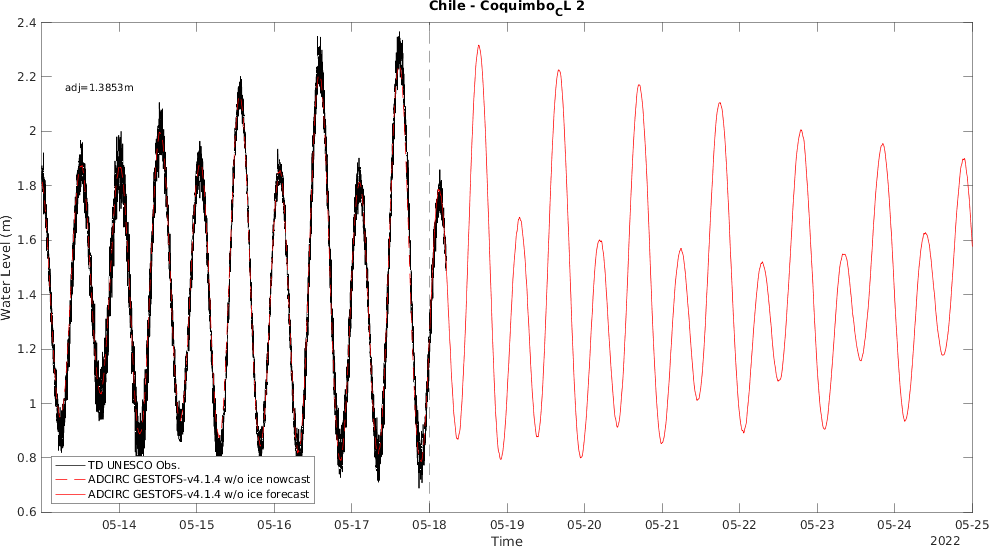 Chile - Coquimbo_CL 2
adj=1.3853m
Water Level (m)
2.4
2.2
2
1.8
1.6
1.4
1.2
1
0.8
0.6
TD UNESCO Obs.
ADCIRC GESTOFS-v4.1.4 w/o ice nowcast
ADCIRC GESTOFS-v4.1.4 w/o ice forecast
05-14 05-15 05-16 05-17 05-18 05-19 05-20 05-21 05-22 05-23 05-24 05-25
Time
2022